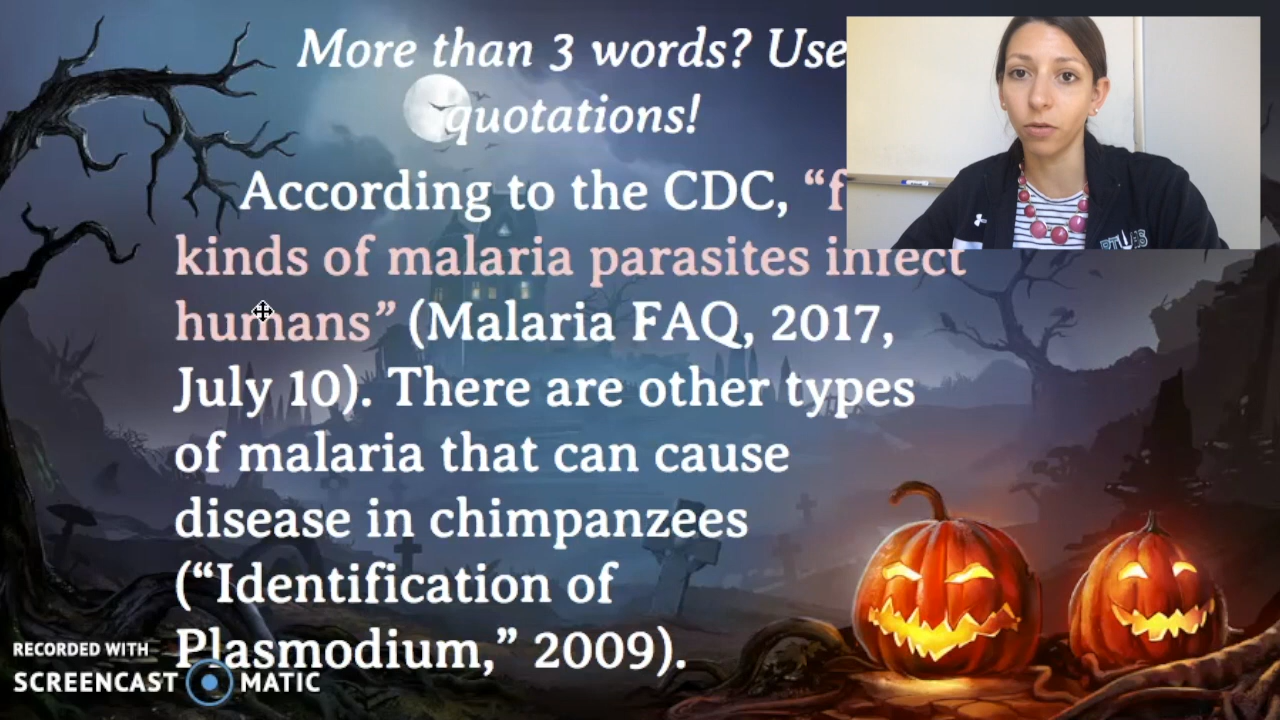 More than 3 words? Use
quotations!
According to the CDC, “f
kinds of malaria parasites infect
humans” (Malaria FAQ, 2017,
July 10). There are other types
of malaria that can cause
disease in chimpanzees
(“Identification of
Plasmodium,” 2009).
RECORDED WITH
SCREENCAST MATIC